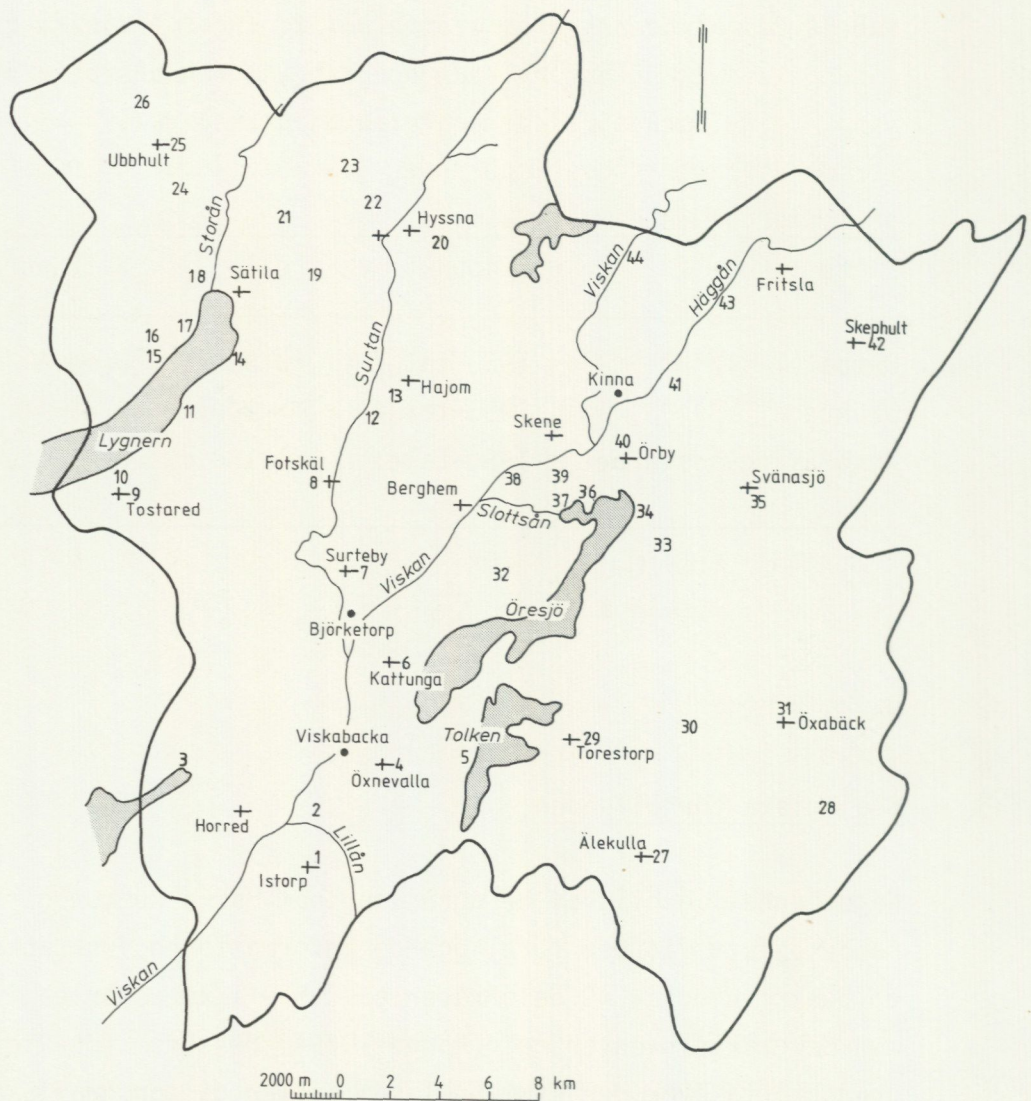 26
25
Ubbhult
24
23
22
Hyssna
20
21
Storån
19
18
Sätila
17
16
15
14
Surtan
Viskan
44
Häggån
Fritsla
43
Skephult
42
Hajom
13
12
11
Lygnern
10
9
Tostared
Kinna
41
Skene
40
Örby
Fotskäl
8
38
39
Berghem
37
36
Slottsån
34
33
Svänasjö
35
Surteby
7
Viskan
32
Öresjö
Björketorp
6
Kattunga
Viskabacka
4
Öxnevalla
Tolken
5
29
Torestorp
30
31
Öxabäck
28
3
Horred
2
Lillån
1
Istorp
Älekulla
27
Viskan
2000 m 0 2 4 6 8 km